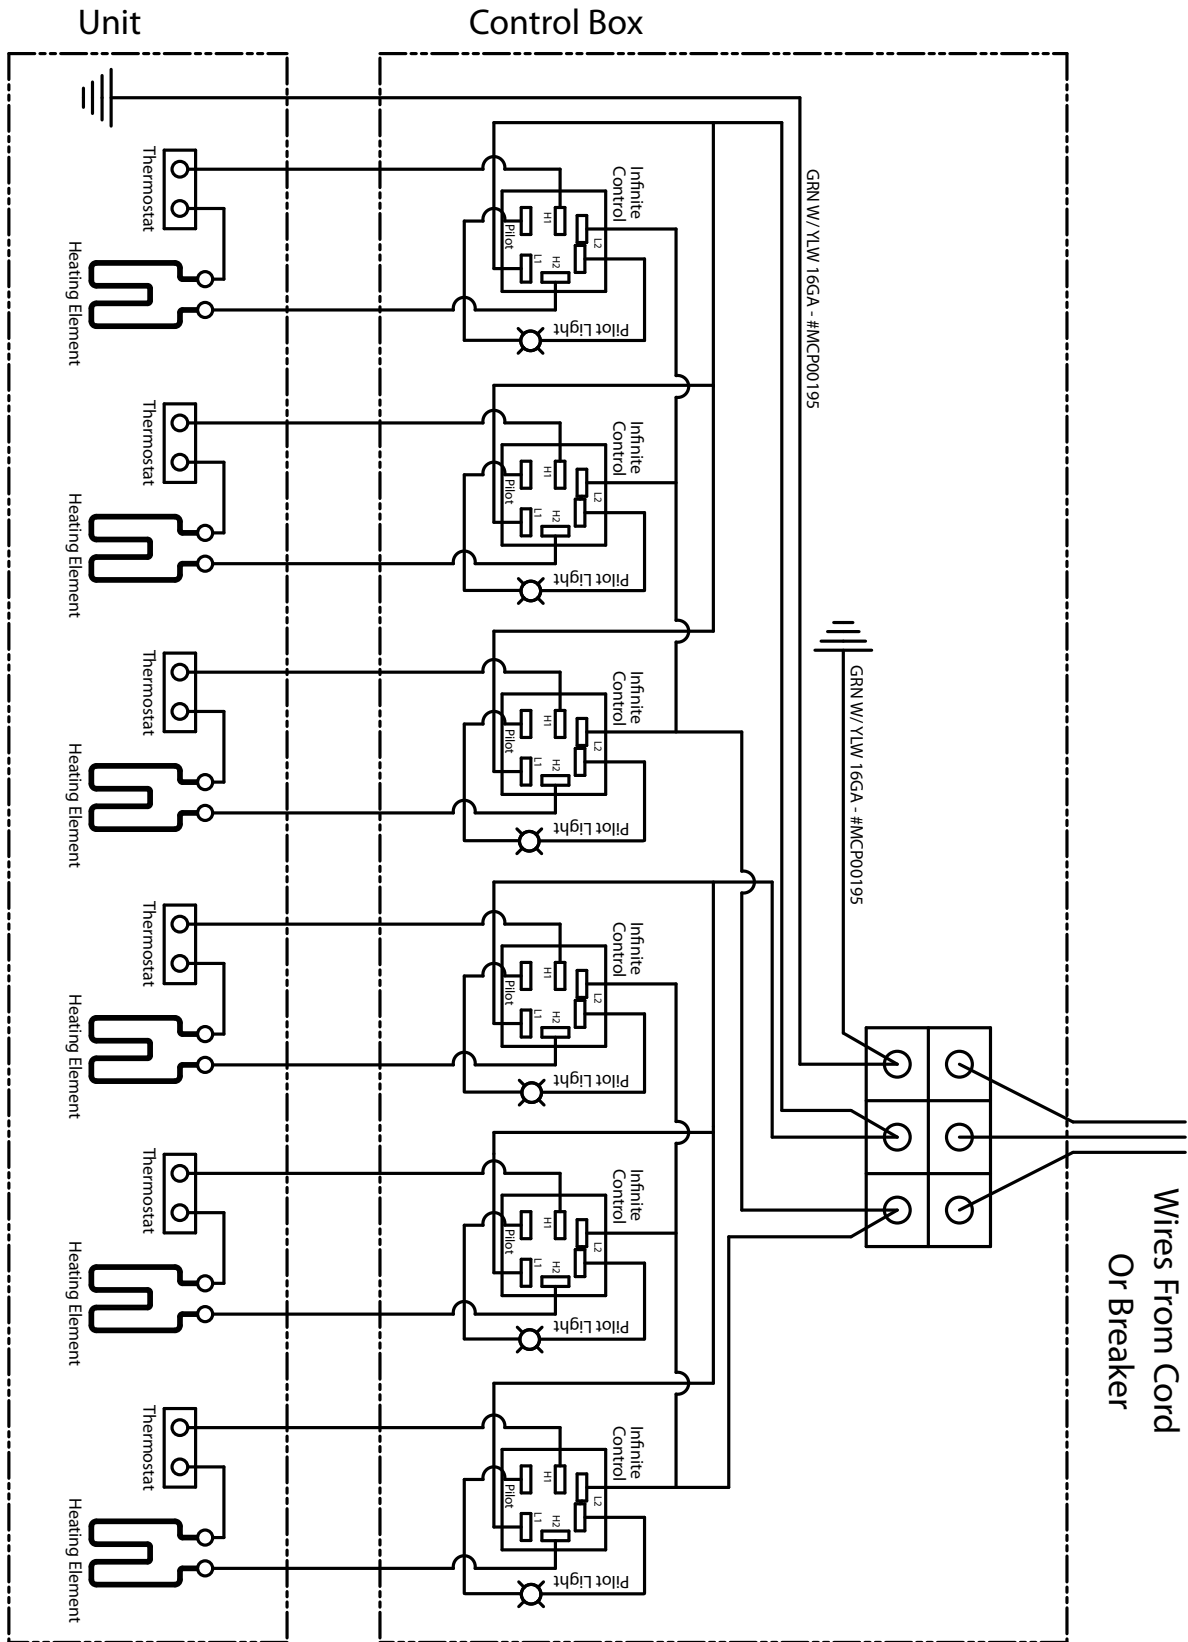 Unit
Control Box
GRN W/ YLW 16GA - #MCP00195
GRN W/ YLW 16GA - #MCP00195
Wires From Cord
Or Breaker
Thermostat
Heating Element
Infinite
Control
H1
L2
Pilot
L1
H2
Pilot Light
Thermostat
Heating Element
Infinite
Control
H1
L2
Pilot
L1
H2
Pilot Light
Thermostat
Heating Element
Infinite
Control
H1
L2
Pilot
L1
H2
Pilot Light
Thermostat
Heating Element
Infinite
Control
H1
L2
Pilot
L1
H2
Pilot Light
Thermostat
Heating Element
Infinite
Control
H1
L2
Pilot
L1
H2
Pilot Light
Thermostat
Heating Element
Infinite
Control
H1
L2
Pilot
L1
H2
Pilot Light